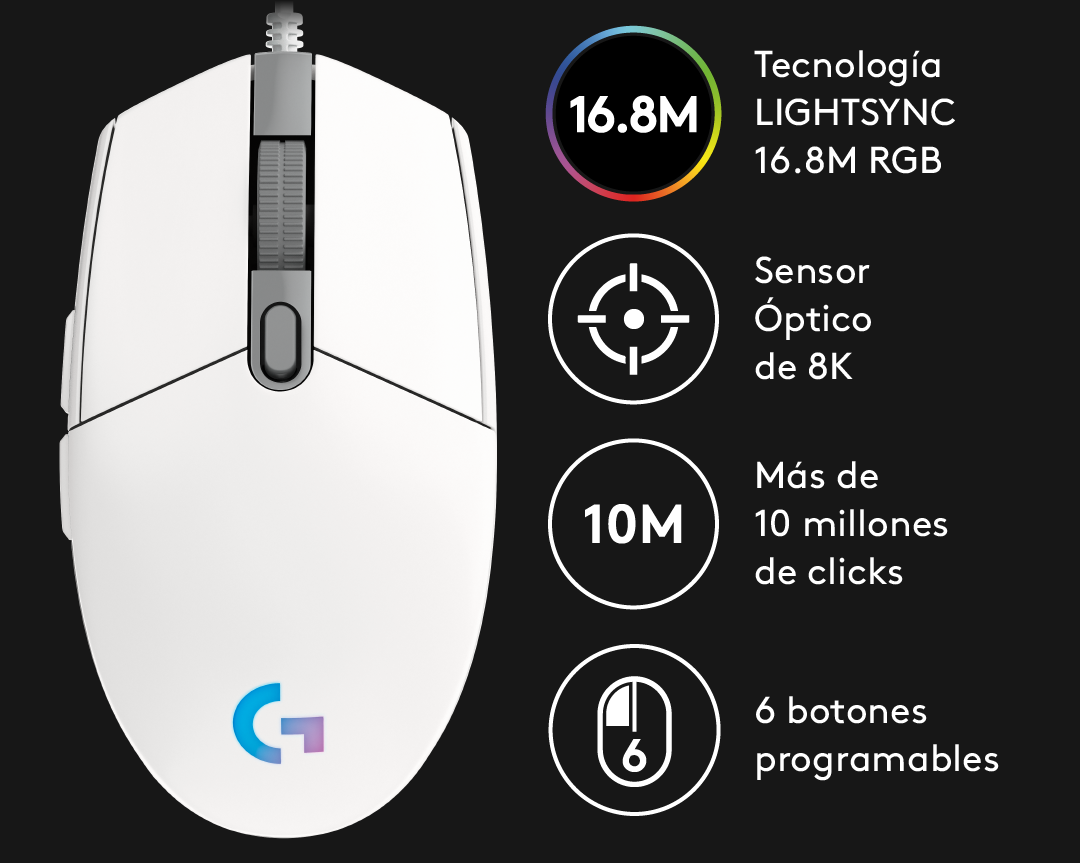 16.8M
Tecnología
LIGHTSYNC
16.8M RGB
Sensor
Óptico
de 8K
10M
Más de
10 millones
de clicks
6
6 botones
programables
G